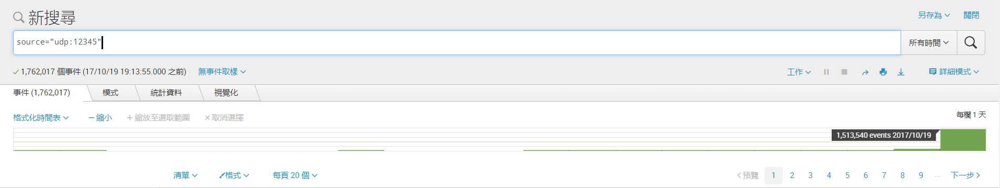 新搜尋
另存為 關閉
source="udp:12345"
所有時間
1,762,017 個事件 (17/10/19 19:13:55.000 之前) 無事件取樣
工作 詳細模式
事件 (1,762,017) 模式 統計資料 視覺化
格式化時間表 − 縮小 + 縮放至選取範圍 × 取消選擇
每欄 1 天
1,513,540 events 2017/10/19
清單 格式 每頁 20 個
< 預覽 1 2 3 4 5 6 7 8 9 ... 下一步 >